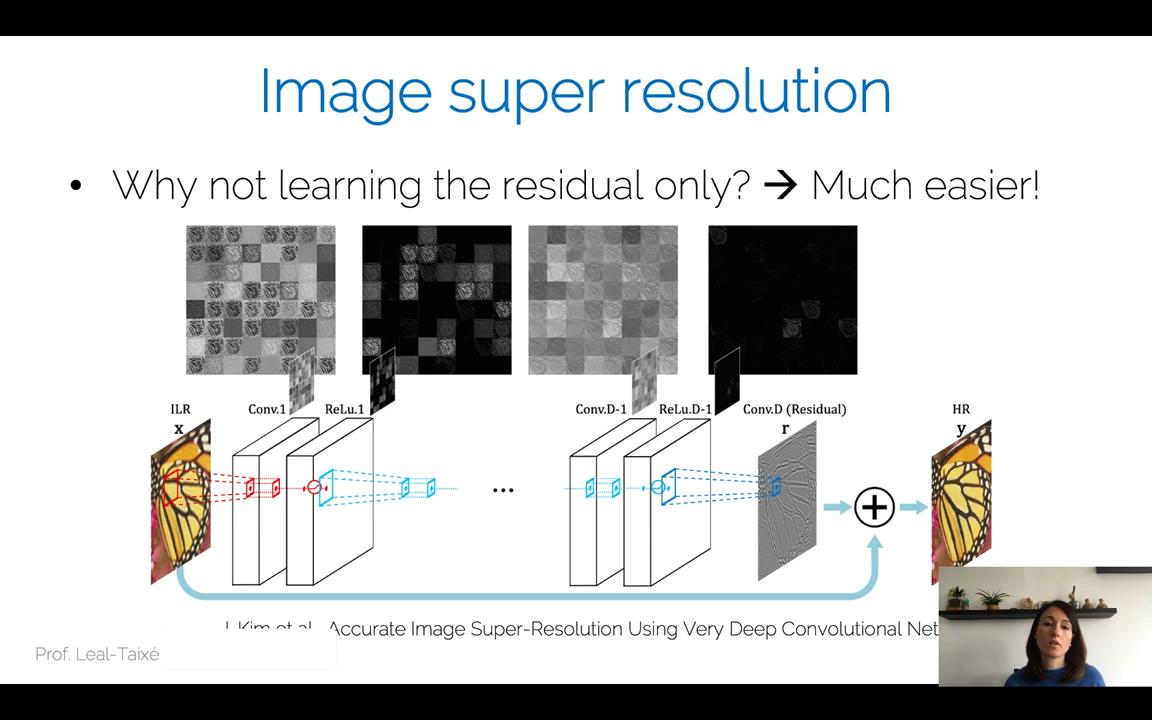 Image super resolution
• Why not learning the residual only? → Much easier!
ILR
x
Conv.1
ReLu.1
Conv.D-1
ReLu.D-1
Conv.D (Residual)
r
HR
y
...
Kim et al. Accurate Image Super-Resolution Using Very Deep Convolutional Net
Prof. Leal-Taixé